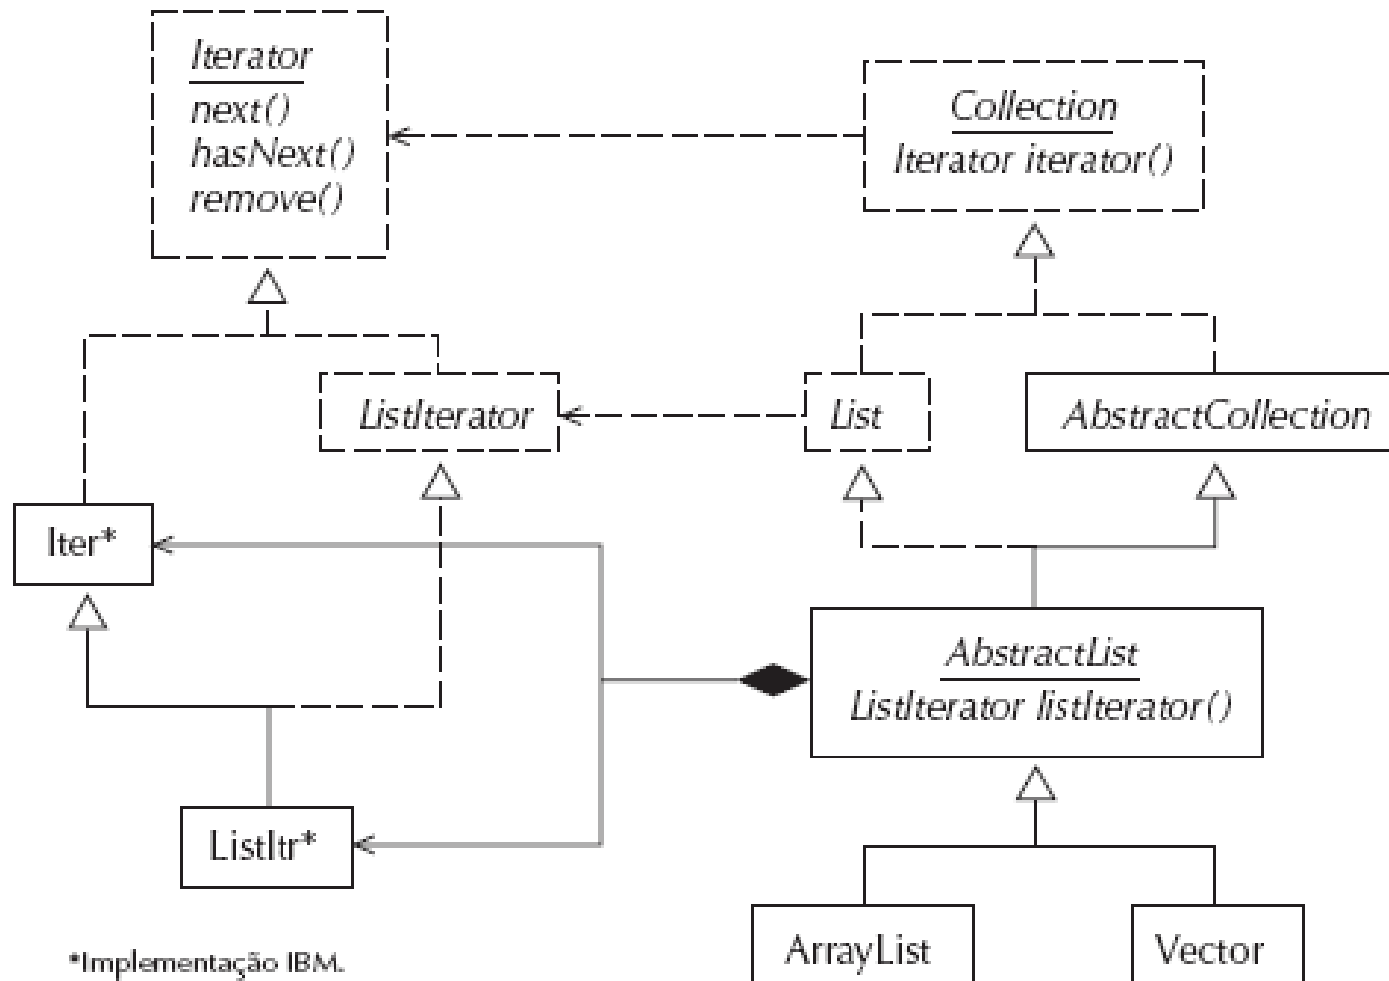 Iterator
next()
hasNext()
remove()
Collection
Iterator iterator()
ListIterator
List
AbstractCollection
Iter*
AbstractList
ListIterator listIterator()
ListItr*
ArrayList
Vector
*Implementação IBM.